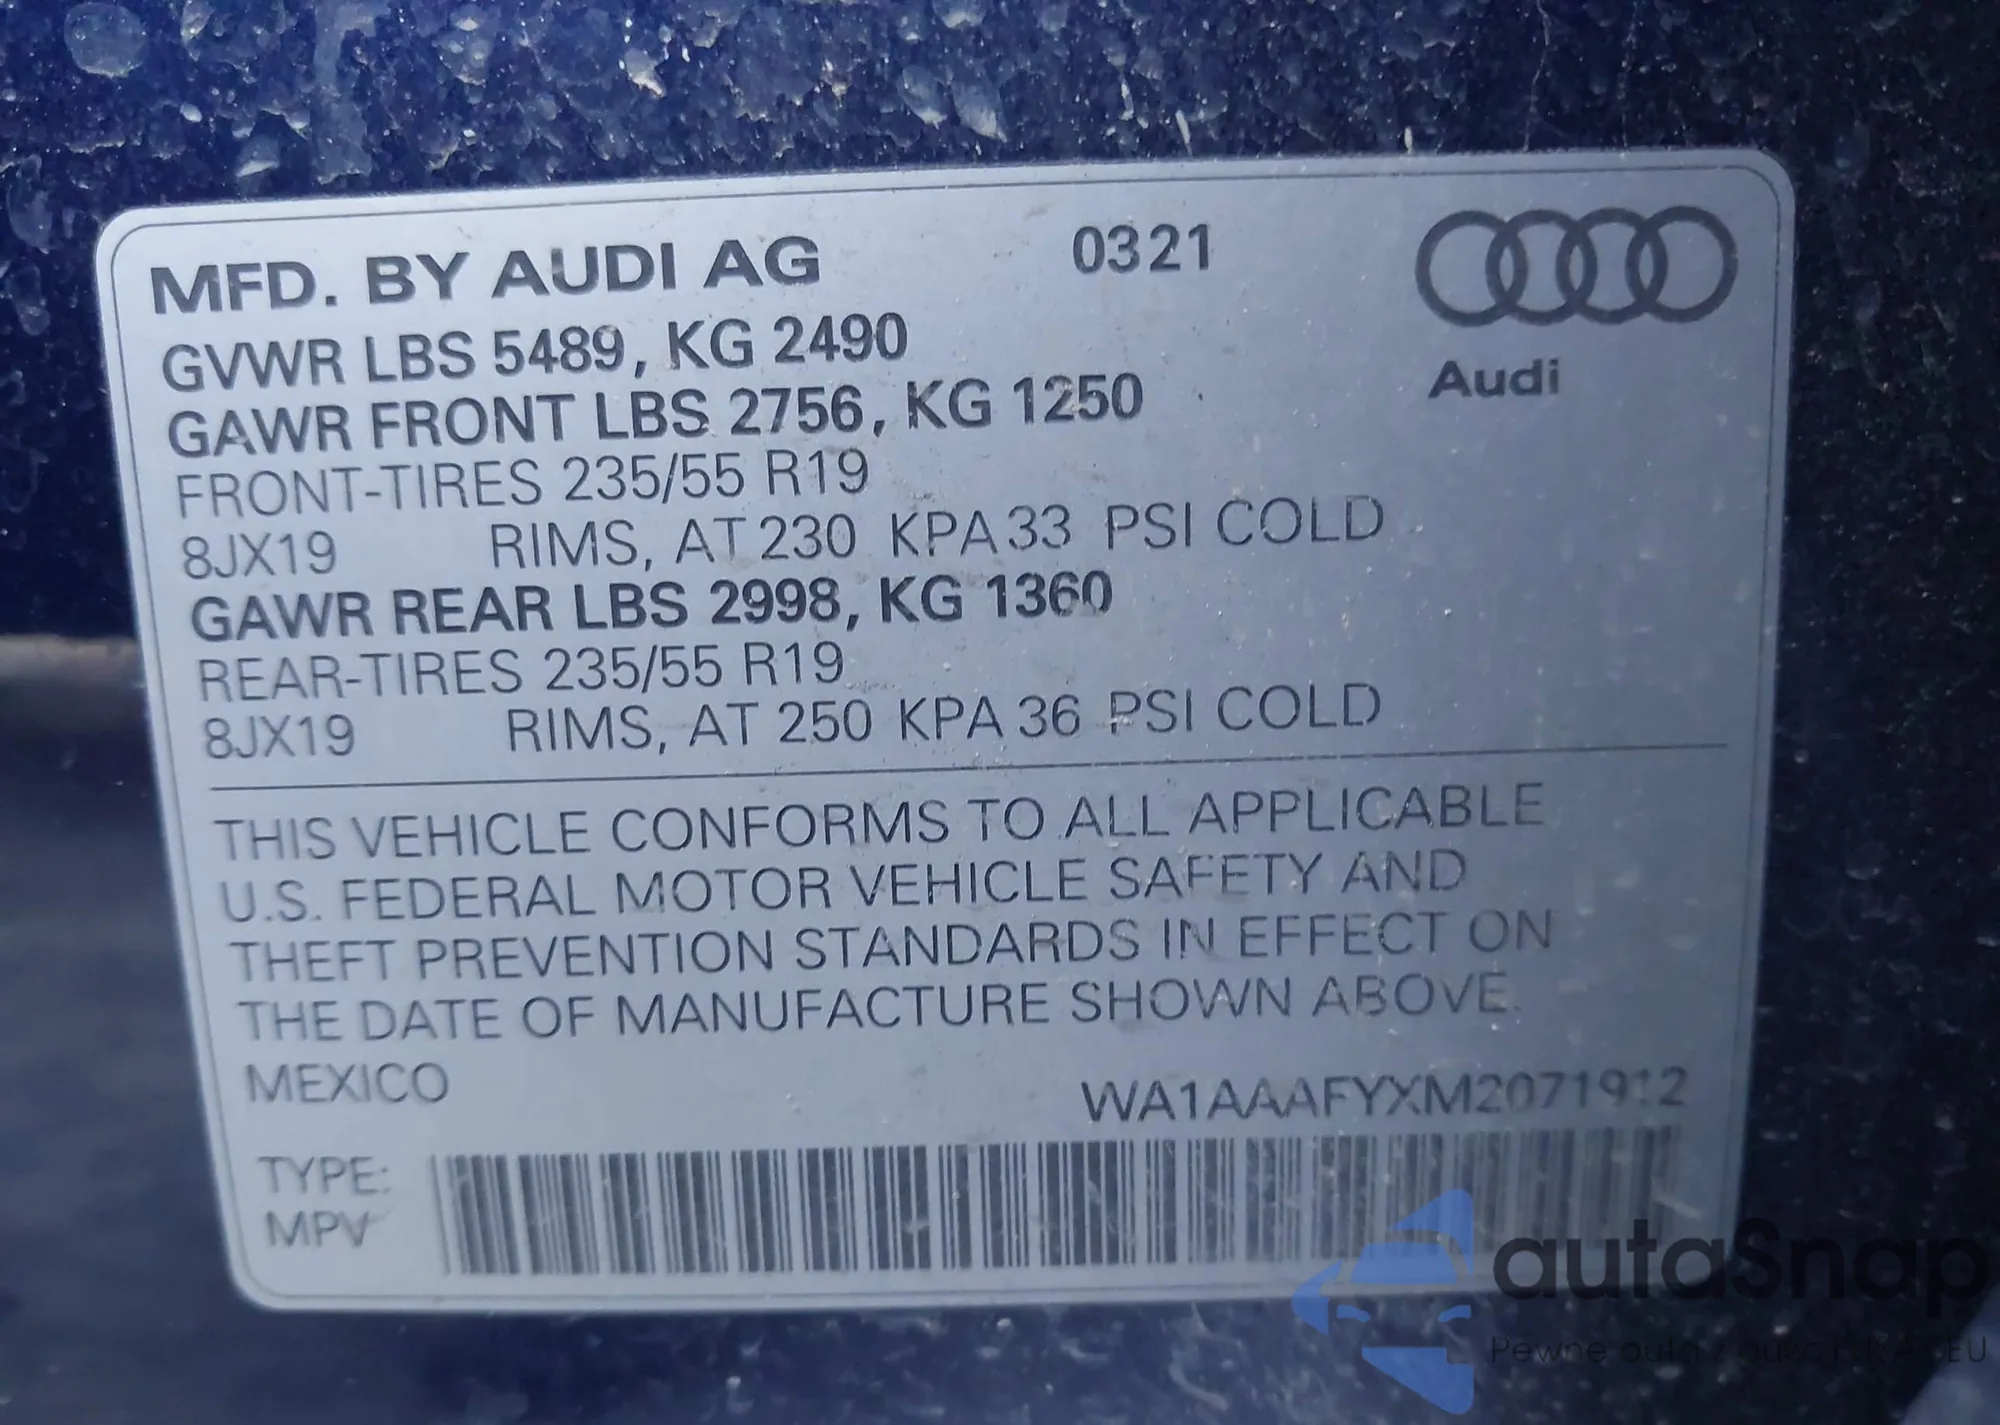 MFD. BY AUDI AG 0321
GVWR LBS 5489, KG 2490
Audi
GAWR FRONT LBS 2756, KG 1250
FRONT-TIRES 235/55 R19
8JX19 RIMS, AT 230 KPA 33 PSI COLD
GAWR REAR LBS 2998, KG 1360
REAR-TIRES 235/55 R19
8JX19 RIMS, AT 250 KPA 36 PSI COLD
THIS VEHICLE CONFORMS TO ALL APPLICABLE
U.S. FEDERAL MOTOR VEHICLE SAFETY AND
THEFT PREVENTION STANDARDS IN EFFECT ON
THE DATE OF MANUFACTURE SHOWN ABOVE.
MEXICO WA1AAAFYXM2071912
TYPE:
MPV
autaSnap
Pewne auta z